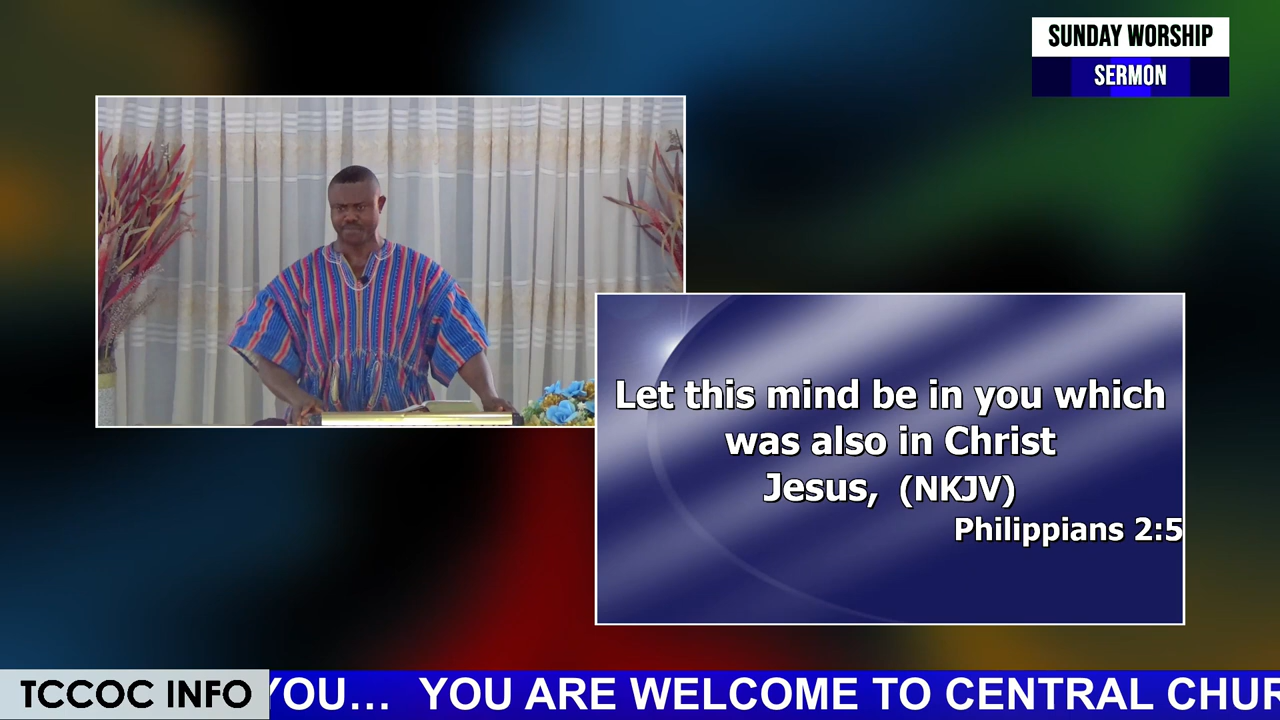 SUNDAY WORSHIP
SERMON
Let this mind be in you which
was also in Christ
Jesus, (NKJV)
Philippians 2:5
TCCOC INFO
YOU... YOU ARE WELCOME TO CENTRAL